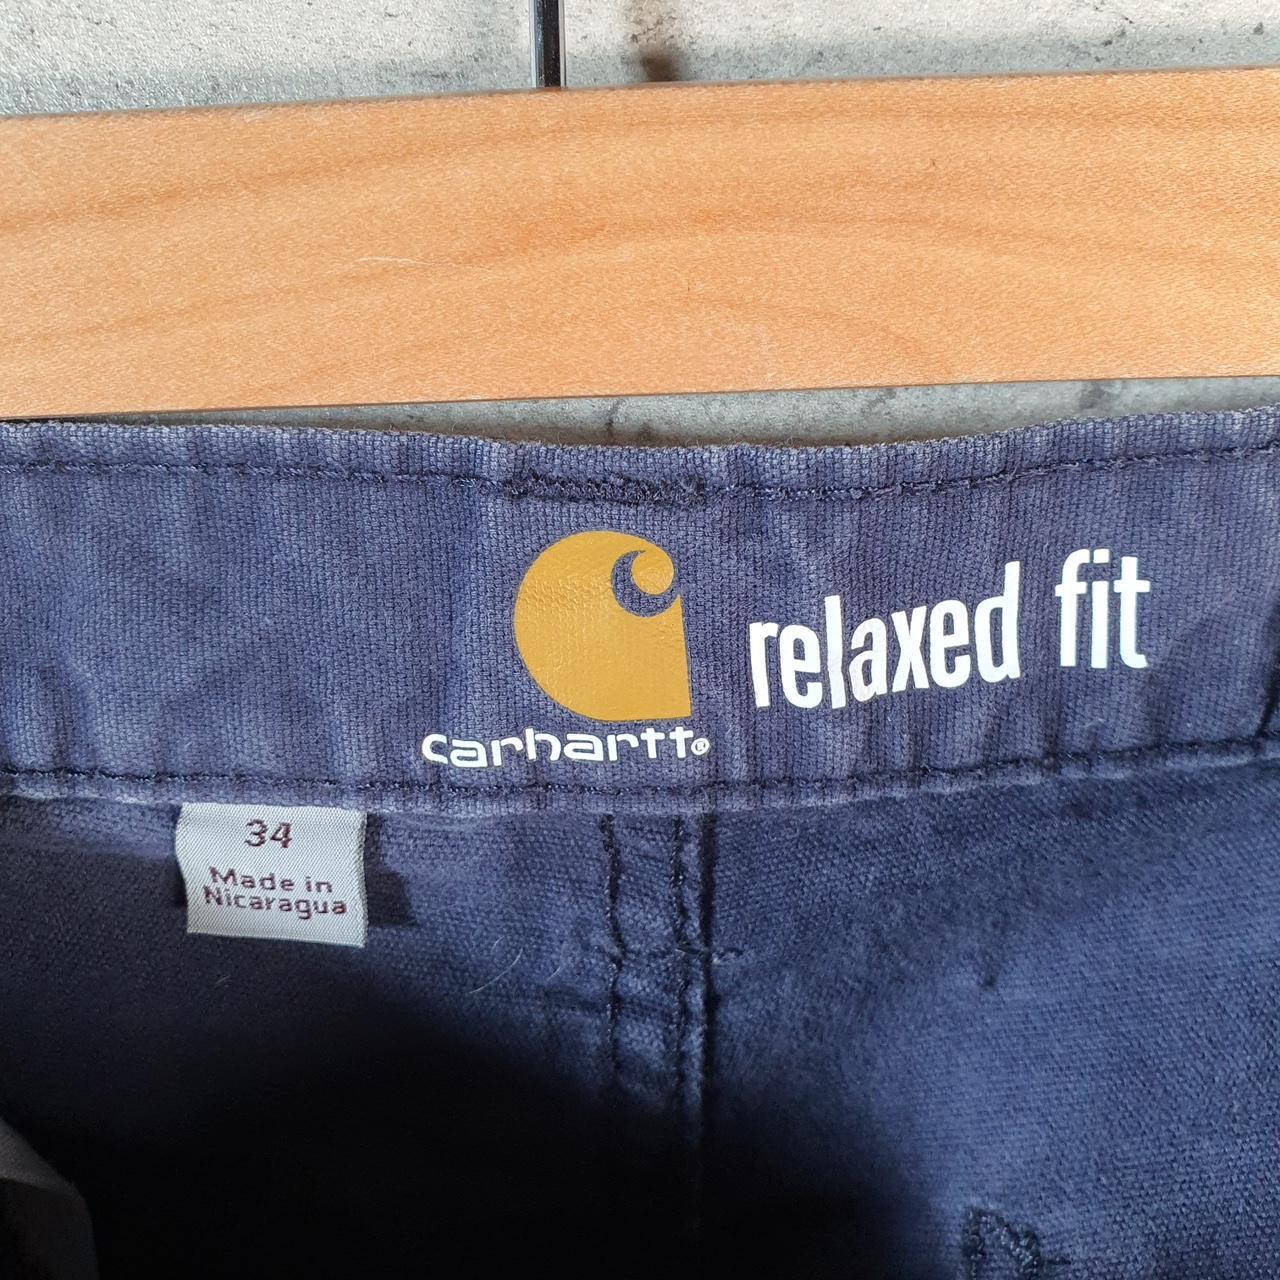 relaxed fit
carhartt®
34
Made in
Nicaragua